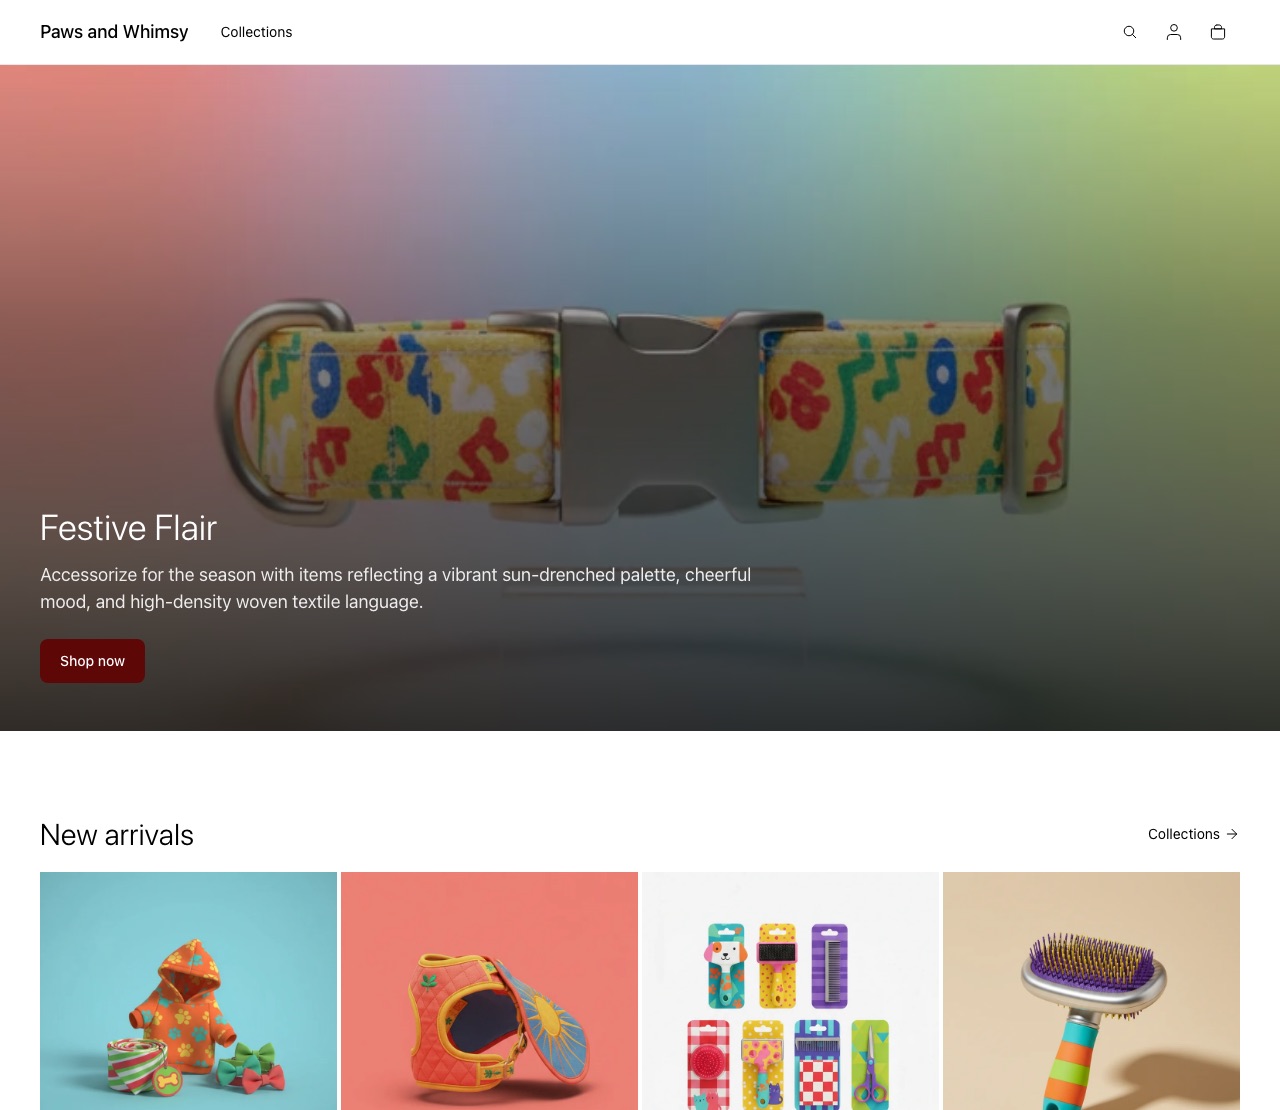 Paws and Whimsy
Collections
Festive Flair
Accessorize for the season with items reflecting a vibrant sun-drenched palette, cheerful
mood, and high-density woven textile language.
Shop now
New arrivals
Collections →